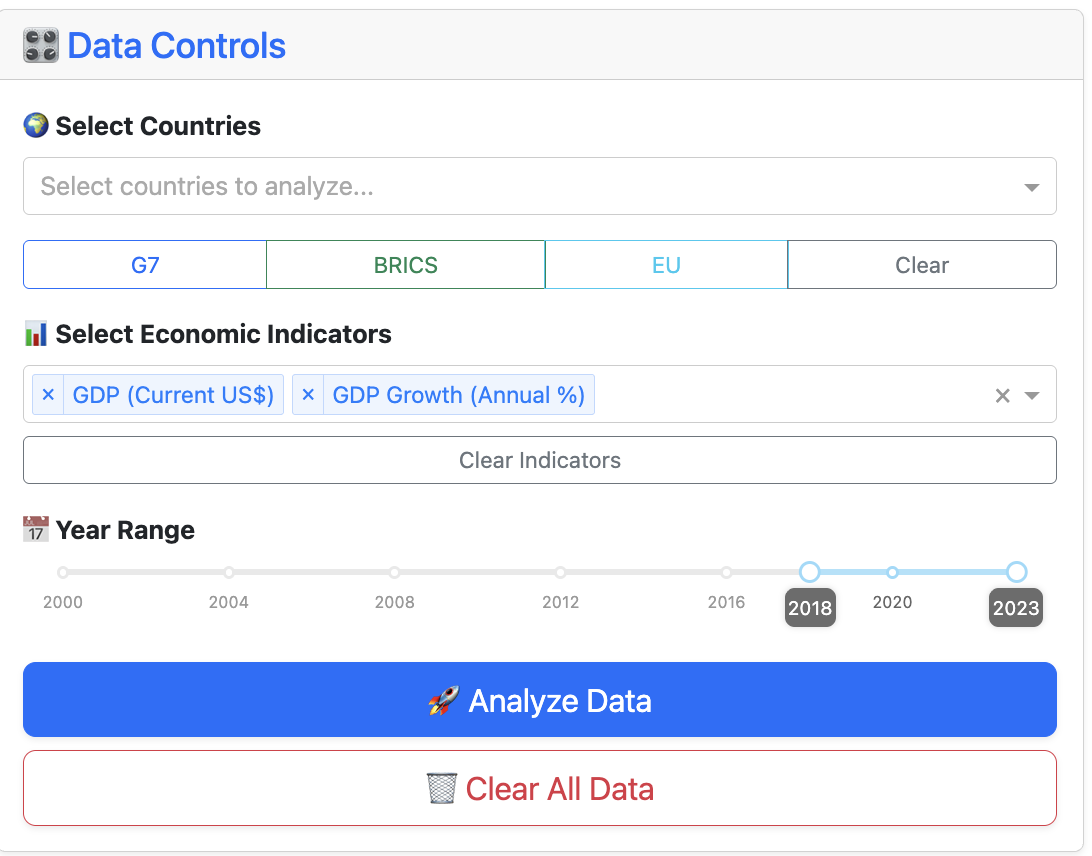 Data Controls
Select Countries
Select countries to analyze...
G7 BRICS EU Clear
Select Economic Indicators
× GDP (Current US$) × GDP Growth (Annual %) ×
Clear Indicators
17 Year Range
2000 2004 2008 2012 2016 2018 2020 2023
Analyze Data
Clear All Data